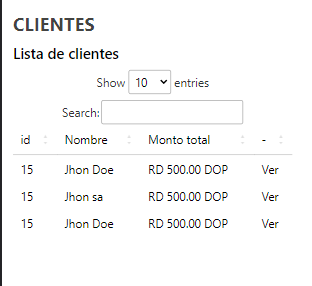 CLIENTES
Lista de clientes
Show 10 entries
Search:
id Nombre Monto total -
15 Jhon Doe RD 500.00 DOP Ver
15 Jhon sa RD 500.00 DOP Ver
15 Jhon Doe RD 500.00 DOP Ver